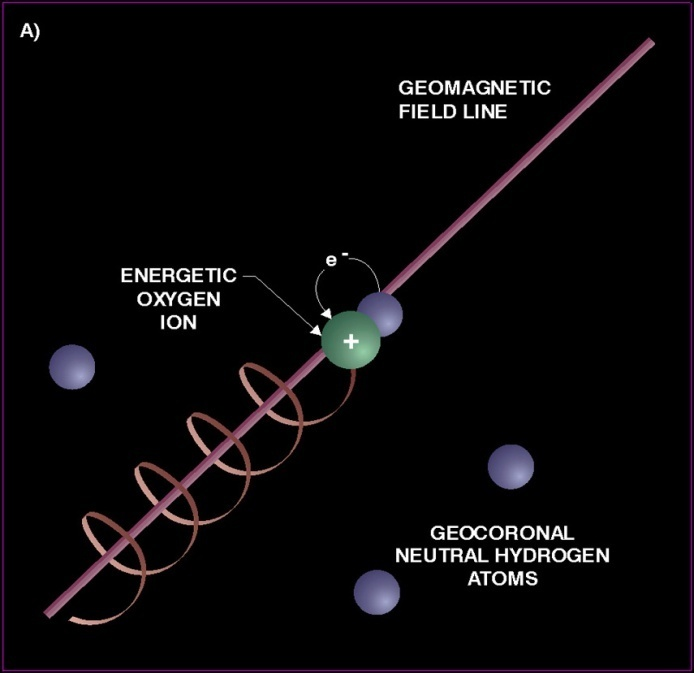 A)
GEOMAGNETIC
FIELD LINE
e-
ENERGETIC
OXYGEN
ION
+
GEOCORONAL
NEUTRAL HYDROGEN
ATOMS